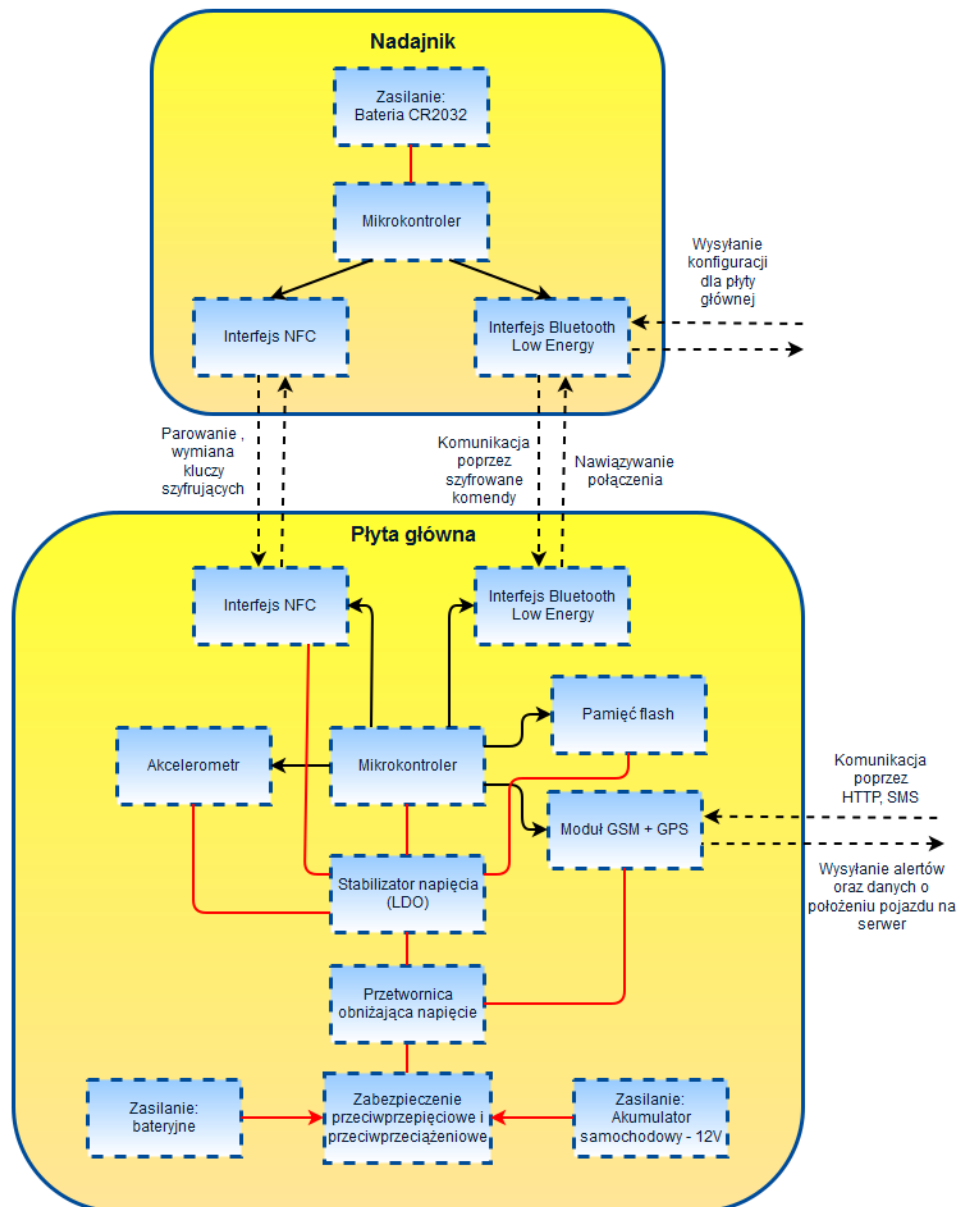 Nadajnik
Zasilanie:
Bateria CR2032
Mikrokontroler
Wysyłanie
konfiguracji
dla płyty
głównej
Interfejs NFC
Interfejs Bluetooth
Low Energy
Parowanie ,
wymiana
kluczy
szyfrujących
Komunikacja
poprzez
szyfrowane
komendy
Nawiązywanie
połączenia
Płyta główna
Interfejs NFC
Interfejs Bluetooth
Low Energy
Pamięć flash
Akcelerometr
Mikrokontroler
Komunikacja
poprzez
HTTP, SMS
Moduł GSM + GPS
Wysyłanie alertów
oraz danych o
położeniu pojazdu na
serwer
Stabilizator napięcia
(LDO)
Przetwornica
obniżająca napięcie
Zasilanie:
bateryjne
Zabezpieczenie
przeciwprzepięciowe i
przeciwprzeciążeniowe
Zasilanie:
Akumulator
samochodowy - 12V